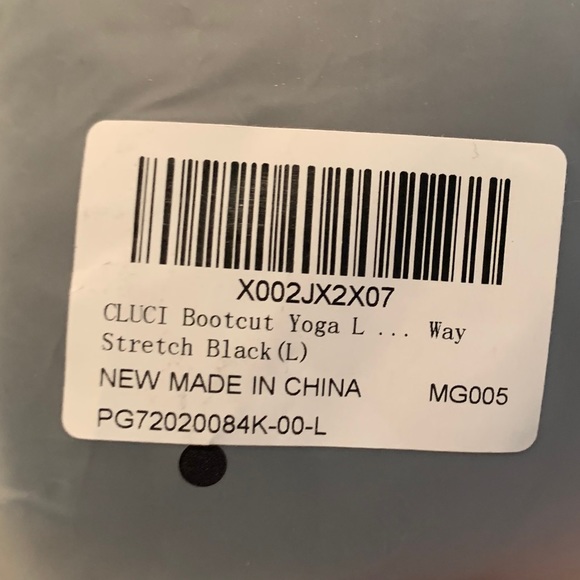 X002JX2X07
CLUCI Bootcut Yoga L ... Way
Stretch Black(L)
NEW MADE IN CHINA MG005
PG72020084K-00-L